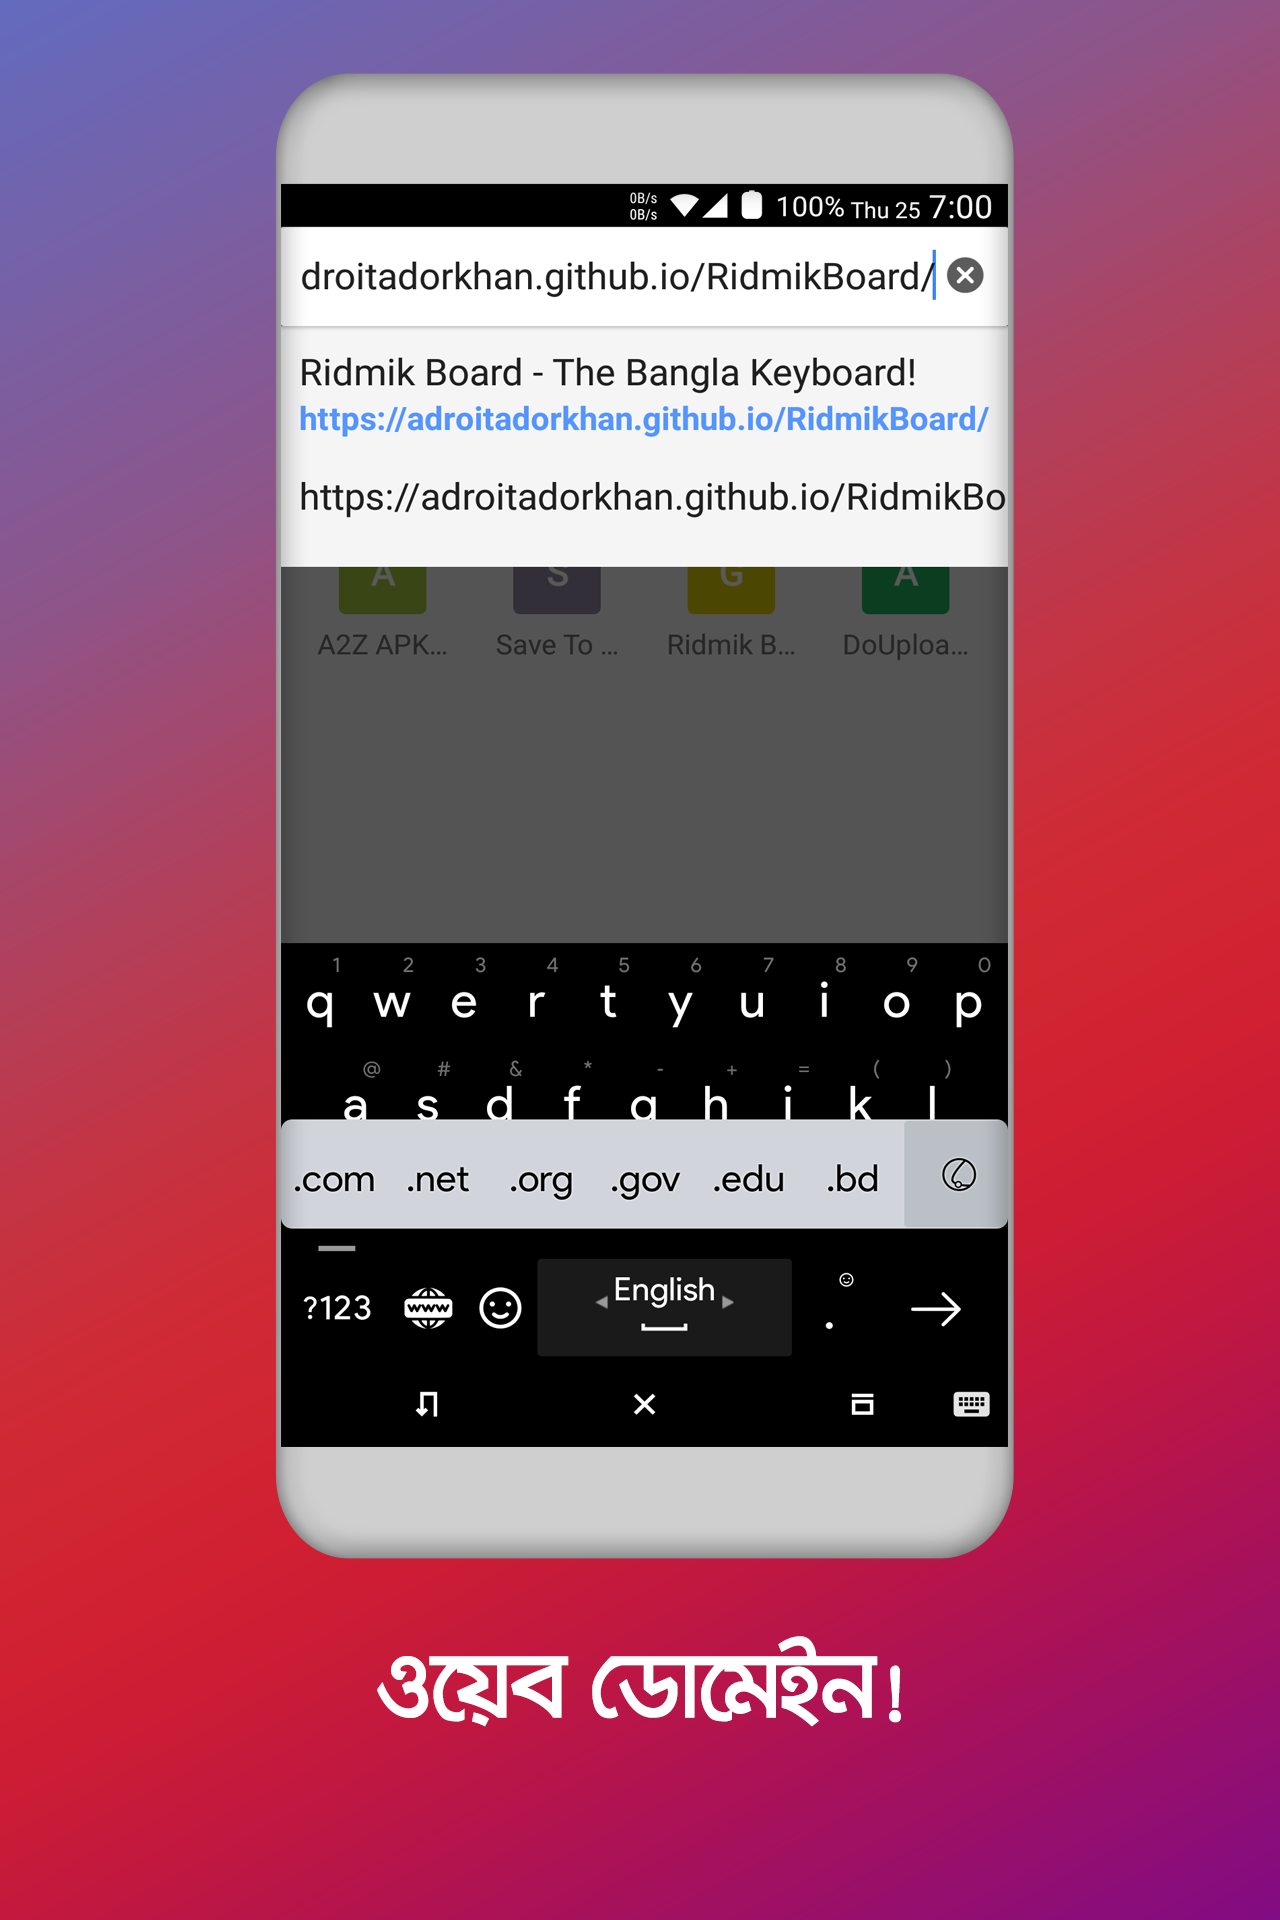 0B/s
0B/s
100% Thu 25 7:00
droitadorkhan.github.io/RidmikBoard/
Ridmik Board - The Bangla Keyboard!
https://adroitadorkhan.github.io/RidmikBoard/
https://adroitadorkhan.github.io/RidmikBo
A S G A
A2Z APK... Save To ... Ridmik B... DoUploa...
1 2 3 4 5 6 7 8 9 0
q w e r t y u i o p
@ # & * - + = ( )
a s d f g h j k l
.com .net .org .gov .edu .bd
?123 www English .
ওয়েব ডোমেইন!